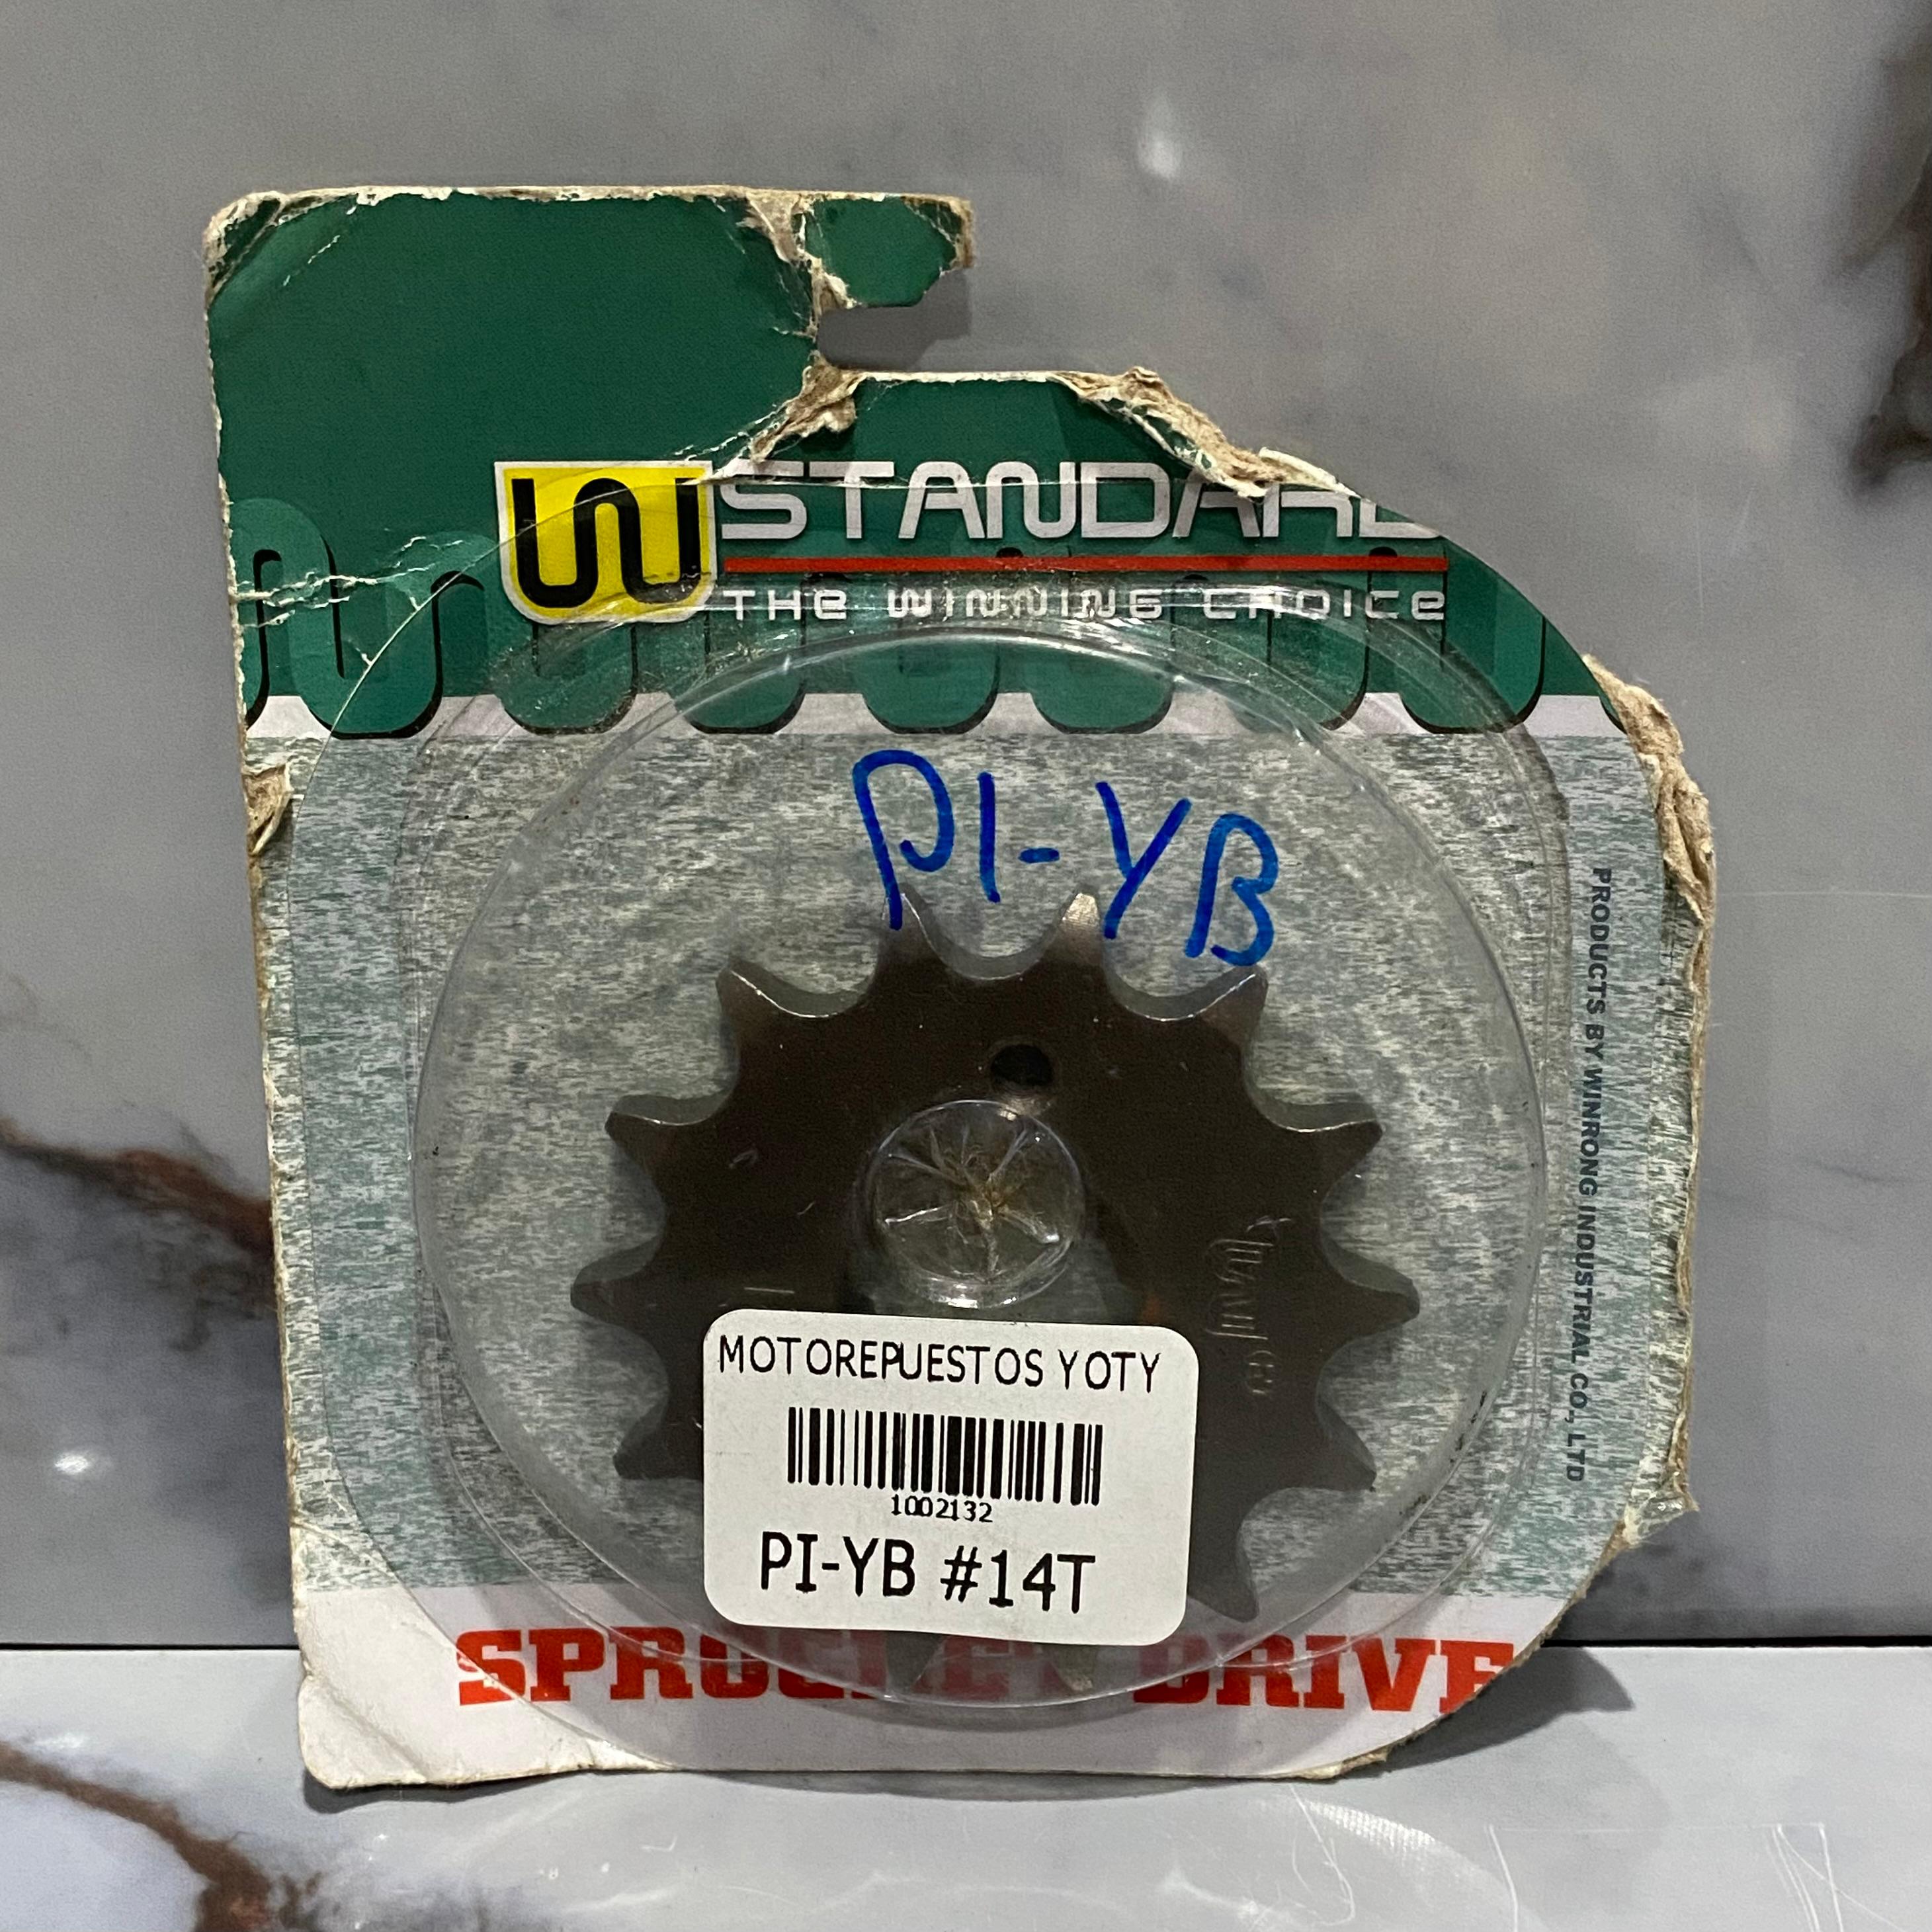 STANDARD
THE WINNING CHOICE
PI-YB
PRODUCTS BY WINRONG INDUSTRIAL CO., LTD
MOTOREPUESTOS YOTY
1002132
PI-YB #14T
SPROCKET DRIVE